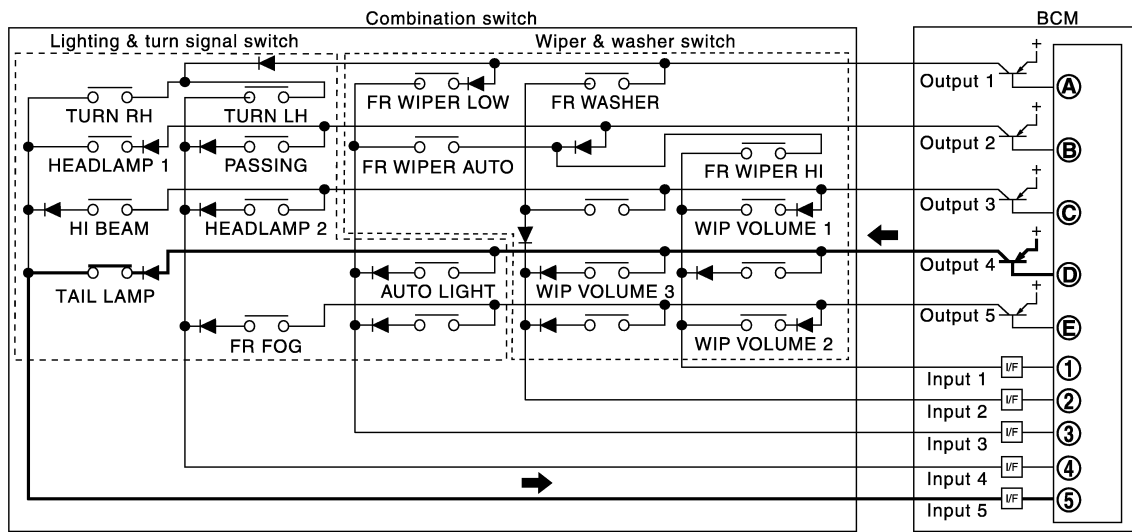 Combination switch
BCM
Lighting & turn signal switch
Wiper & washer switch
+
Output 1
A
TURN RH
TURN LH
FR WIPER LOW
FR WASHER
+
Output 2
B
HEADLAMP 1
PASSING
FR WIPER AUTO
FR WIPER HI
+
Output 3
C
HI BEAM
HEADLAMP 2
WIP VOLUME 1
+
Output 4
D
TAIL LAMP
AUTO LIGHT
WIP VOLUME 3
+
Output 5
E
FR FOG
WIP VOLUME 2
Input 1
I/F
1
Input 2
I/F
2
Input 3
I/F
3
Input 4
I/F
4
Input 5
I/F
5